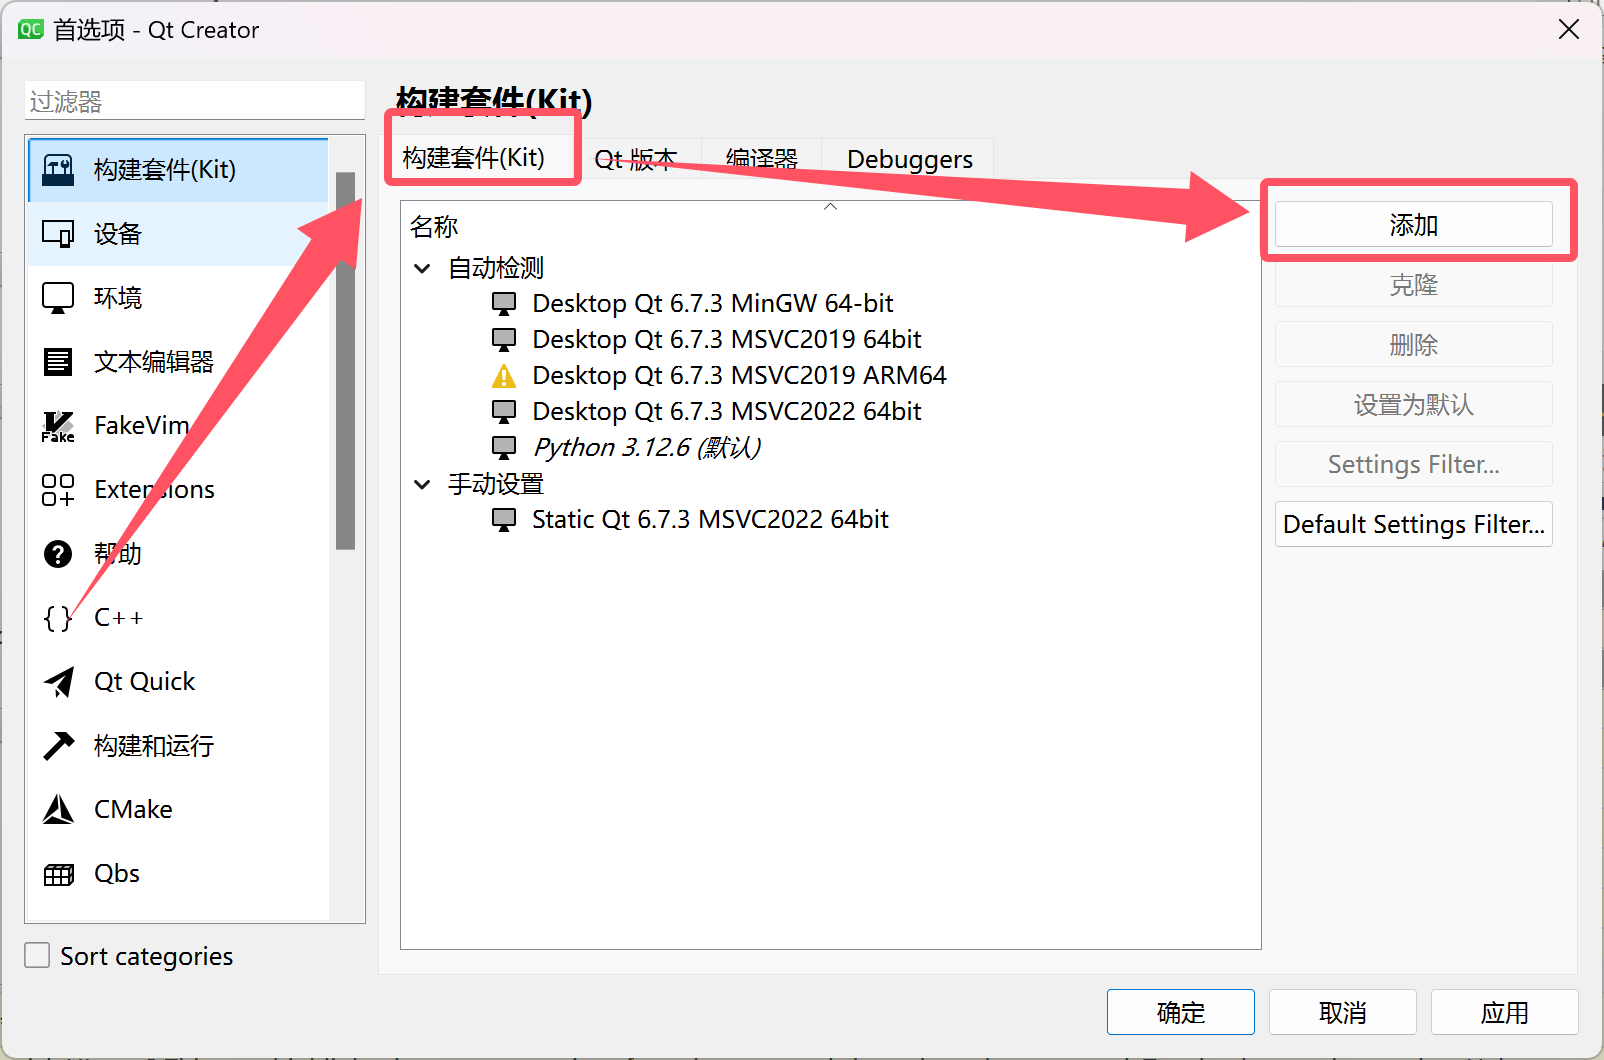 QC 首选项 - Qt Creator
过滤器
构建套件(Kit)
设备
环境
文本编辑器
Fake
FakeVim
Extensions
帮助
C++
Qt Quick
构建和运行
CMake
Qbs
Sort categories
构建套件(Kit)
构建套件(Kit) Qt 版本 编译器 Debuggers
名称
自动检测
Desktop Qt 6.7.3 MinGW 64-bit
Desktop Qt 6.7.3 MSVC2019 64bit
Desktop Qt 6.7.3 MSVC2019 ARM64
Desktop Qt 6.7.3 MSVC2022 64bit
Python 3.12.6 (默认)
手动设置
Static Qt 6.7.3 MSVC2022 64bit
添加
克隆
删除
设置为默认
Settings Filter...
Default Settings Filter...
确定 取消 应用